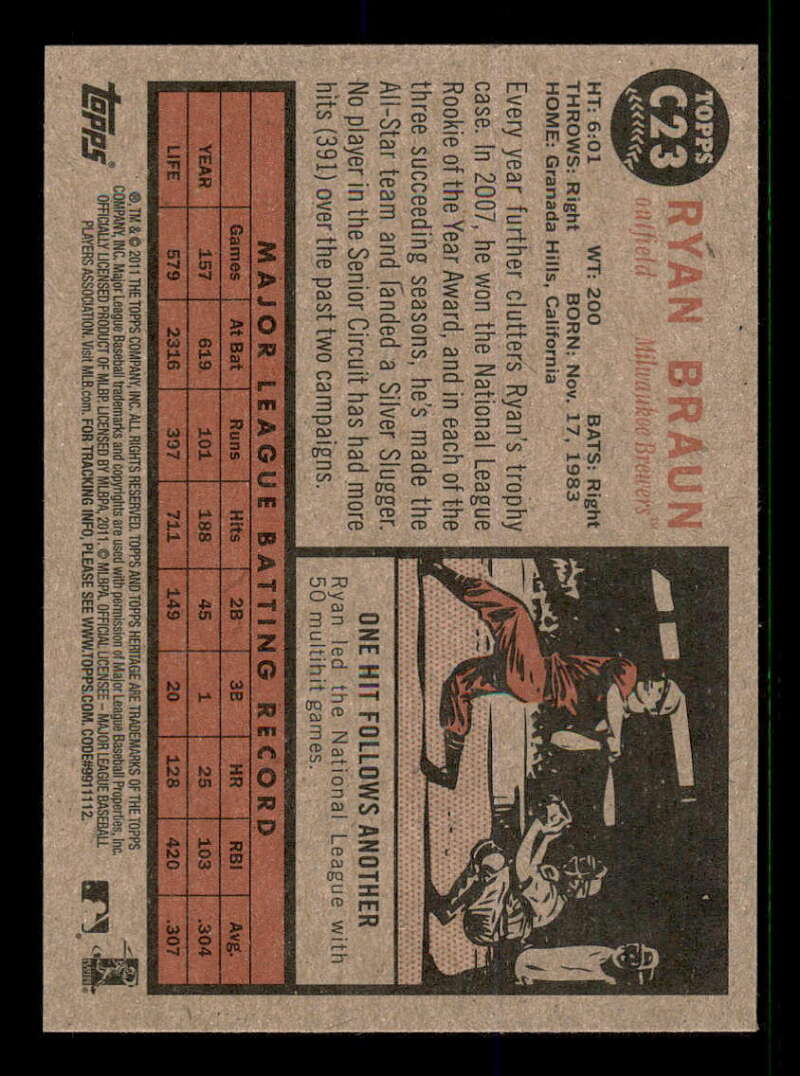 TOPPS
C23
RYAN BRAUN
outfield Milwaukee Brewers™
HT: 6:01 WT: 200 BATS: Right
THROWS: Right BORN: Nov. 17, 1983
HOME: Granada Hills, California
Every year further clutters Ryan's trophy
case. In 2007, he won the National League
Rookie of the Year Award, and in each of the
three succeeding seasons, he's made the
All-Star team and landed a Silver Slugger.
No player in the Senior Circuit has had more
hits (391) over the past two campaigns.
ONE HIT FOLLOWS ANOTHER
Ryan led the National League with
50 multihit games.
MAJOR LEAGUE BATTING RECORD
Games At Bat Runs Hits 2B 3B HR RBI Avg.
YEAR 157 619 101 188 45 1 25 103 .304
LIFE 579 2316 397 711 149 20 128 420 .307
topps®
®, TM & © 2011 THE TOPPS COMPANY, INC. ALL RIGHTS RESERVED. TOPPS AND TOPPS HERITAGE ARE TRADEMARKS OF THE TOPPS
COMPANY, INC. Major League Baseball trademarks and copyrights are used with permission of Major League Baseball Properties, Inc.
OFFICIALLY LICENSED PRODUCT OF MLBP. LICENSED BY MLBPA, 2011. © MLBPA, OFFICIAL LICENSEE – MAJOR LEAGUE BASEBALL
PLAYERS ASSOCIATION. Visit MLB.com. FOR TRACKING INFO, PLEASE SEE WWW.TOPPS.COM. CODE#9911112.